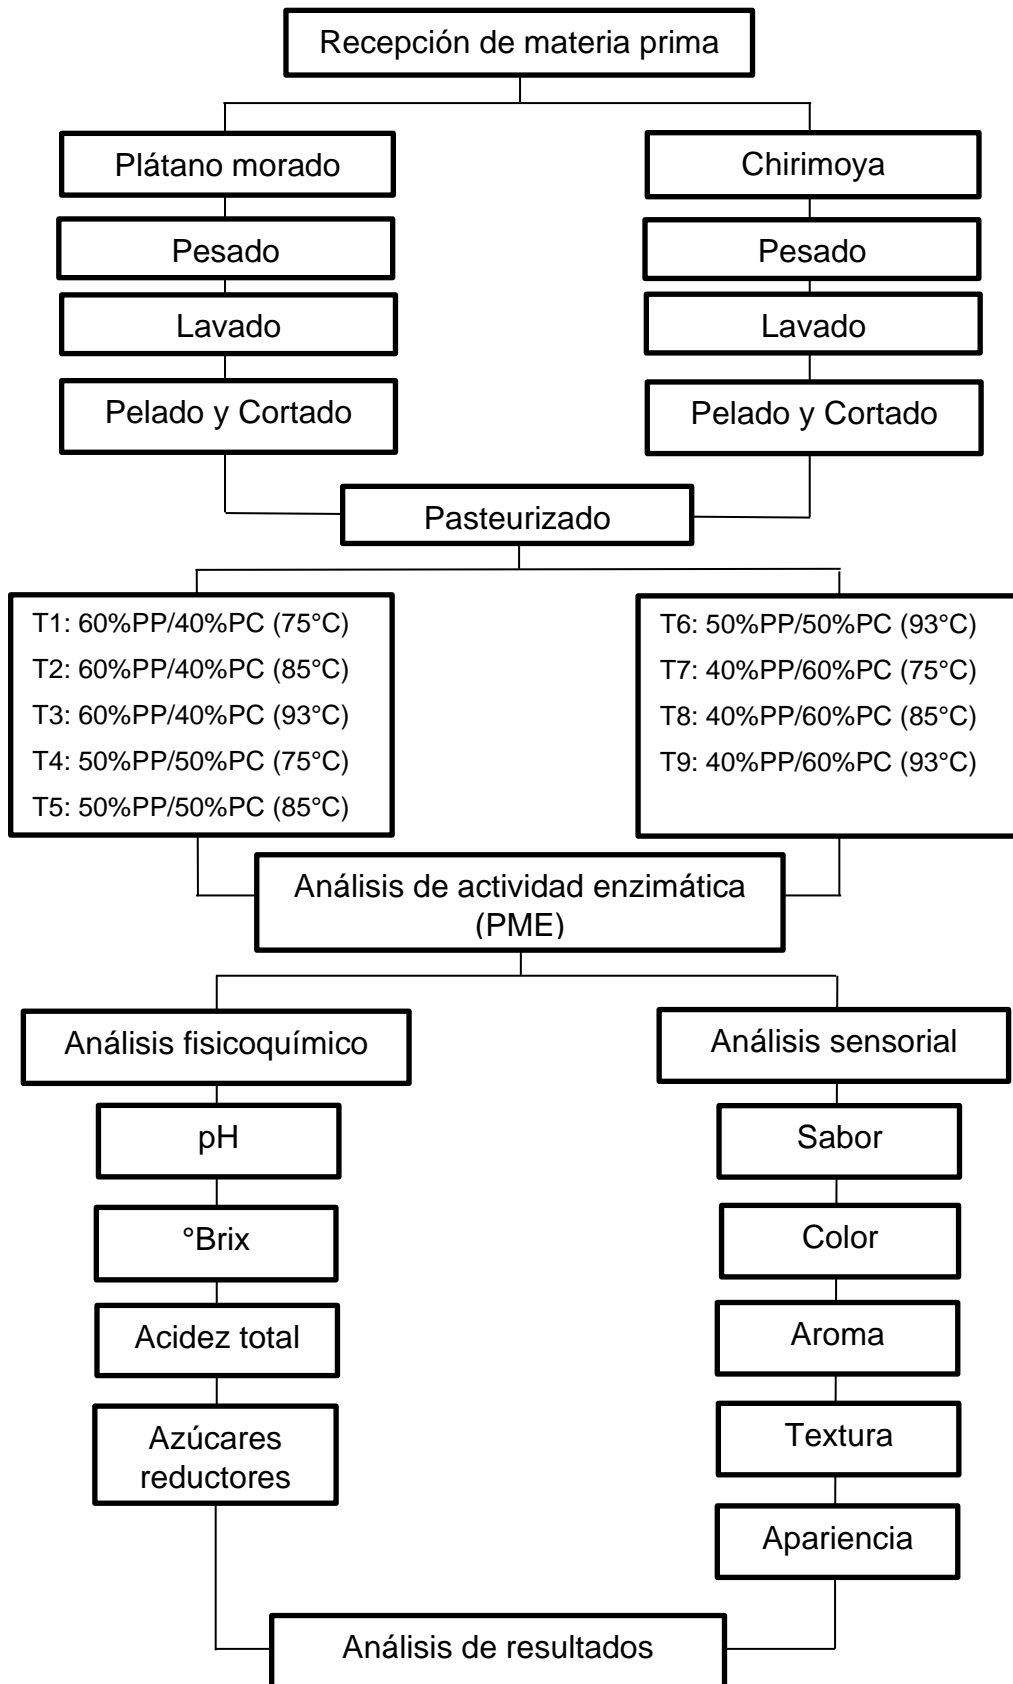 Recepción de materia prima
Plátano morado
Chirimoya
Pesado
Pesado
Lavado
Lavado
Pelado y Cortado
Pelado y Cortado
Pasteurizado
T1: 60%PP/40%PC (75°C)
T2: 60%PP/40%PC (85°C)
T3: 60%PP/40%PC (93°C)
T4: 50%PP/50%PC (75°C)
T5: 50%PP/50%PC (85°C)
T6: 50%PP/50%PC (93°C)
T7: 40%PP/60%PC (75°C)
T8: 40%PP/60%PC (85°C)
T9: 40%PP/60%PC (93°C)
Análisis de actividad enzimática
(PME)
Análisis fisicoquímico
Análisis sensorial
pH
Sabor
°Brix
Color
Acidez total
Aroma
Azúcares
reductores
Textura
Apariencia
Análisis de resultados